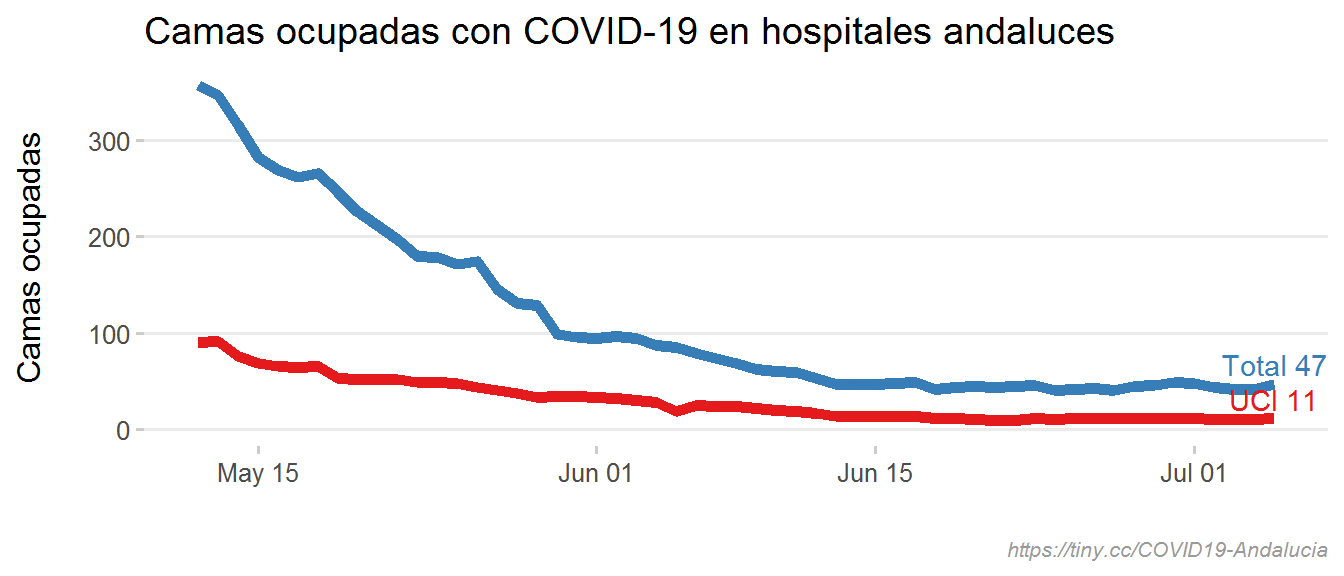 Camas ocupadas con COVID-19 en hospitales andaluces
Camas ocupadas
300
200
100
0
Total 47
UCI 11
May 15
Jun 01
Jun 15
Jul 01
https://tiny.cc/COVID19-Andalucia